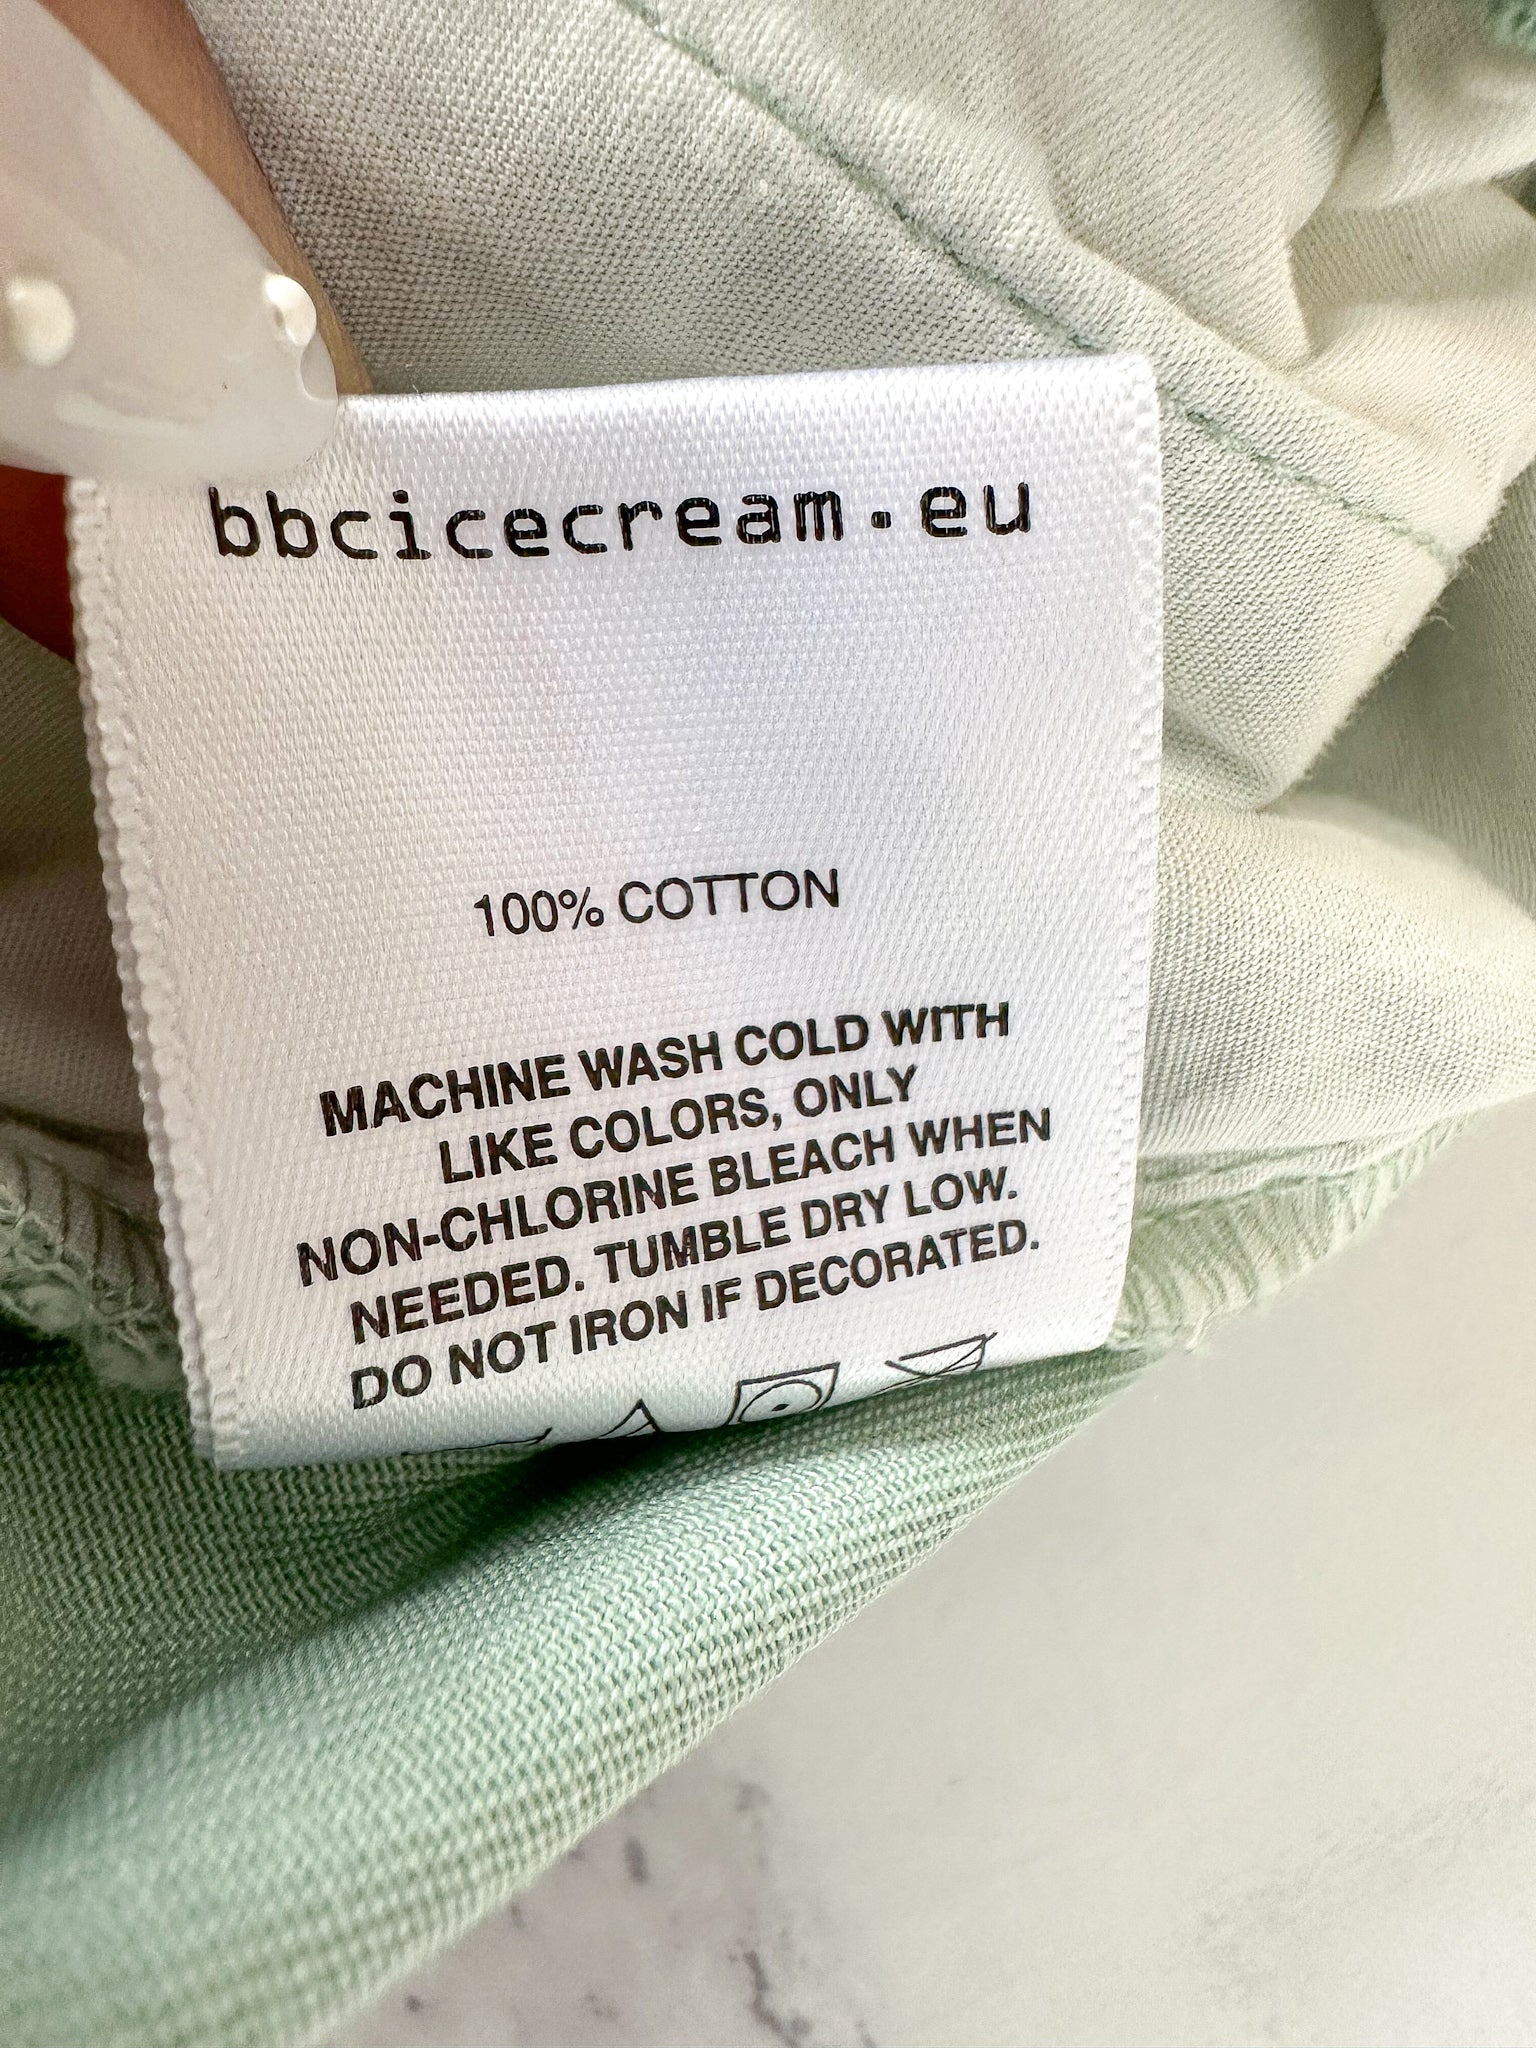 bbcicecream.eu
100% COTTON
MACHINE WASH COLD WITH
LIKE COLORS, ONLY
NON-CHLORINE BLEACH WHEN
NEEDED. TUMBLE DRY LOW.
DO NOT IRON IF DECORATED.